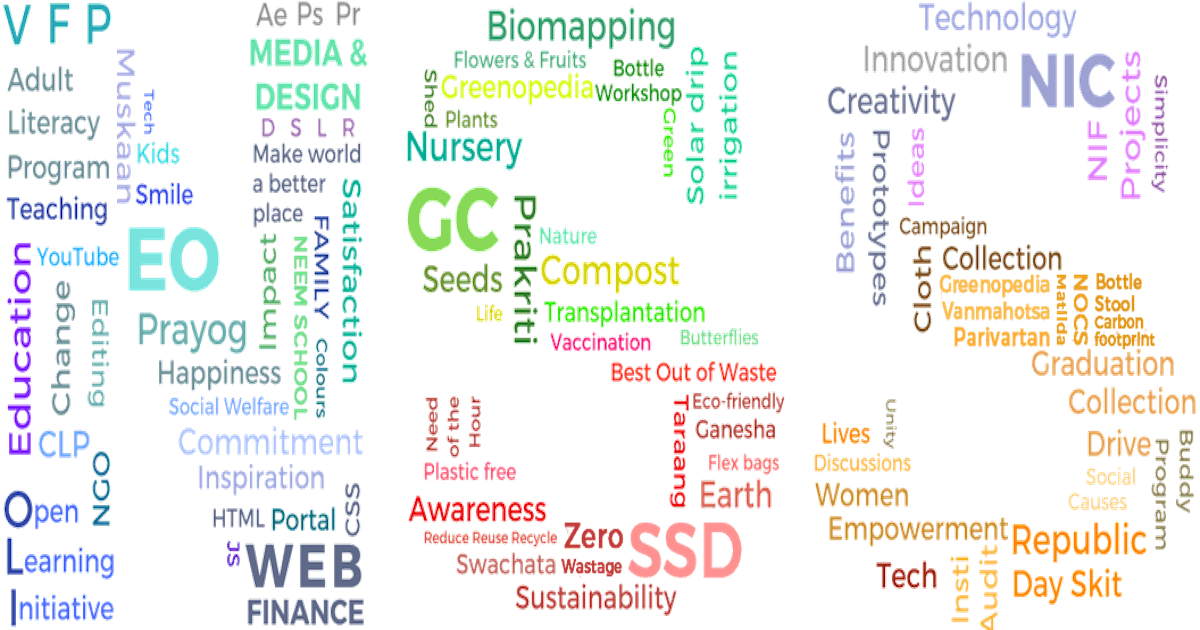 V F P
Adult
Literacy
Program
Teaching
Muskaan
Tech
Kids
Smile
Education
YouTube
EO
Change
Editing
Prayog
Happiness
Social Welfare
CLP
NGO
Commitment
Inspiration
Open
Learning
Initiative
HTML Portal
CSS
JS
WEB
FINANCE
Ae Ps Pr
MEDIA &
DESIGN
D S L R
Make world
a better
place
Satisfaction
FAMILY
Impact
NEEM SCHOOL
Colours
Biomapping
Flowers & Fruits
Greenopedia
Shed
Plants
Nursery
Bottle
Workshop
Green
Solar drip
irrigation
GC
Prakriti
Nature
Seeds
Compost
Life
Transplantation
Vaccination
Butterflies
Best Out of Waste
Need
of the
Hour
Taraang
Eco-friendly
Ganesha
Plastic free
Flex bags
Earth
Awareness
Reduce Reuse Recycle
Zero
Wastage
SSD
Swachata
Sustainability
Technology
Innovation
NIC
Creativity
Projects
Simplicity
NIF
Ideas
Prototypes
Benefits
Campaign
Cloth
Collection
Greenopedia
Vanmahotsa
Parivartan
Matilda
NOCS
Bottle
Stool
Carbon
footprint
Graduation
Collection
Drive
Buddy
Program
Social
Causes
Unity
Lives
Discussions
Women
Empowerment
Republic
Day Skit
Tech
Insti
Audit